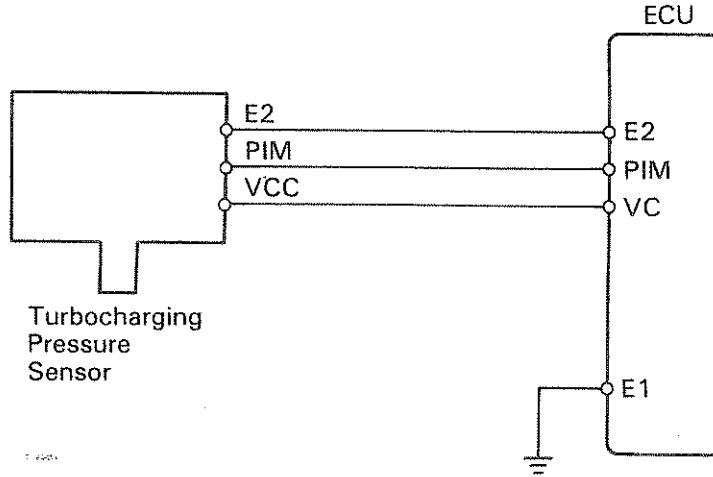 ECU
E2
PIM
VCC
E2
PIM
VC
Turbocharging
Pressure
Sensor
E1